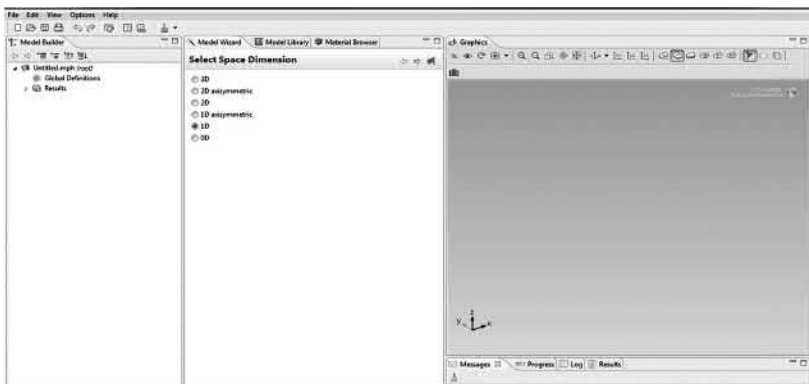 File Edit View Options Help
Model Builder
Untitled.mph (root)
Global Definitions
Results
Model Wizard Model Library Material Browser
Select Space Dimension
3D
2D axisymmetric
2D
1D axisymmetric
1D
0D
Graphics
z
y x
Messages Progress Log Results